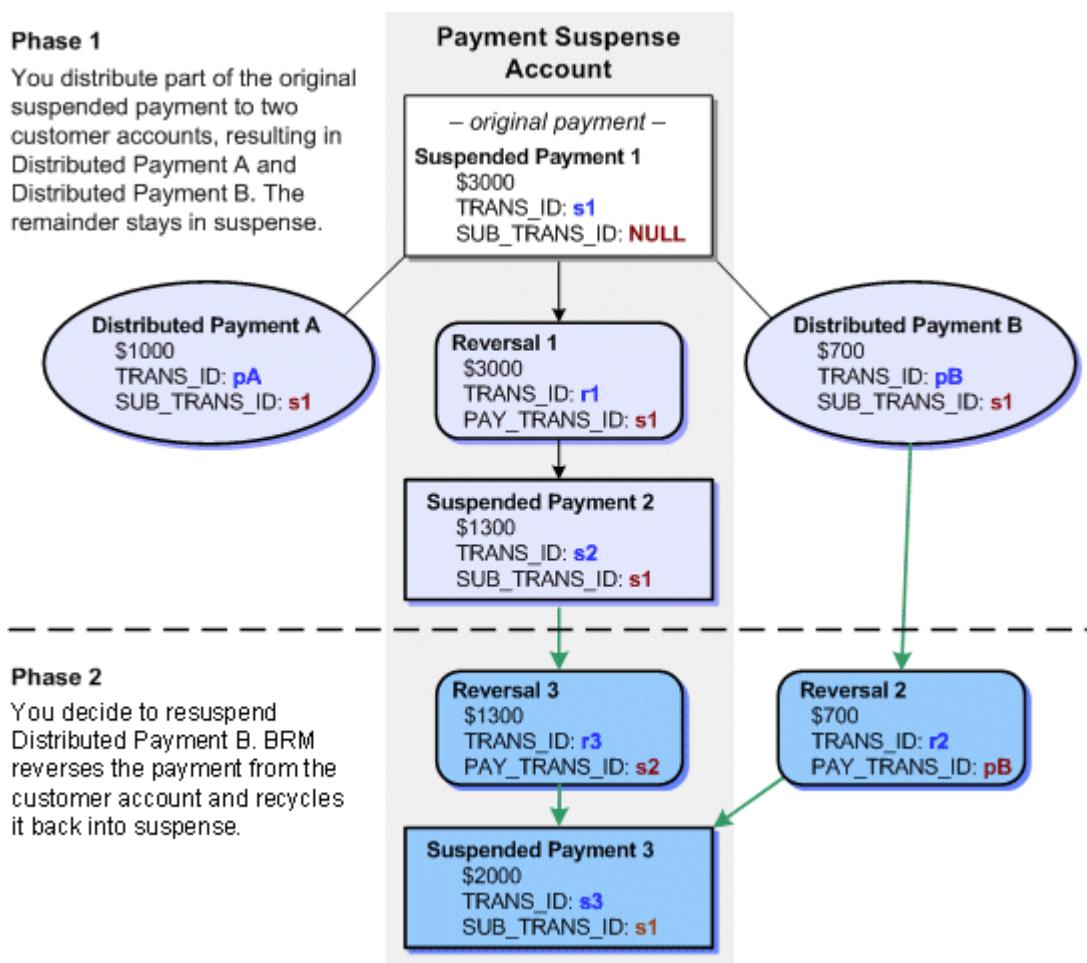 Phase 1
You distribute part of the original
suspended payment to two
customer accounts, resulting in
Distributed Payment A and
Distributed Payment B. The
remainder stays in suspense.
Payment Suspense
Account
– original payment –
Suspended Payment 1
$3000
TRANS_ID: s1
SUB_TRANS_ID: NULL
Distributed Payment A
$1000
TRANS_ID: pA
SUB_TRANS_ID: s1
Reversal 1
$3000
TRANS_ID: r1
PAY_TRANS_ID: s1
Distributed Payment B
$700
TRANS_ID: pB
SUB_TRANS_ID: s1
Suspended Payment 2
$1300
TRANS_ID: s2
SUB_TRANS_ID: s1
Phase 2
You decide to resuspend
Distributed Payment B. BRM
reverses the payment from the
customer account and recycles
it back into suspense.
Reversal 3
$1300
TRANS_ID: r3
PAY_TRANS_ID: s2
Reversal 2
$700
TRANS_ID: r2
PAY_TRANS_ID: pB
Suspended Payment 3
$2000
TRANS_ID: s3
SUB_TRANS_ID: s1